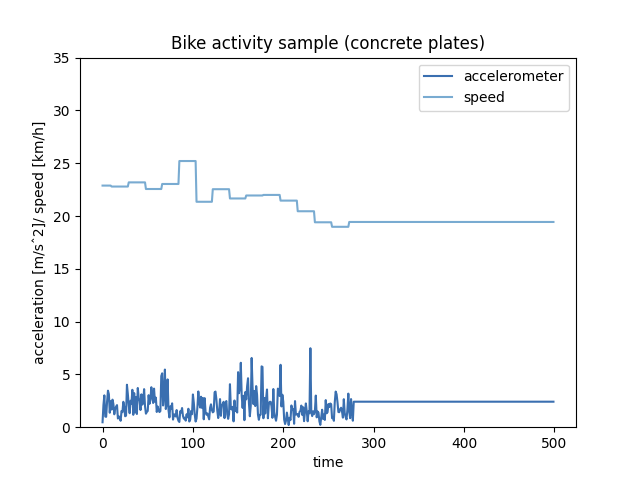 Bike activity sample (concrete plates)
accelerometer
speed
acceleration [m/sˆ2]/ speed [km/h]
35
30
25
20
15
10
5
0
0 100 200 300 400 500
time